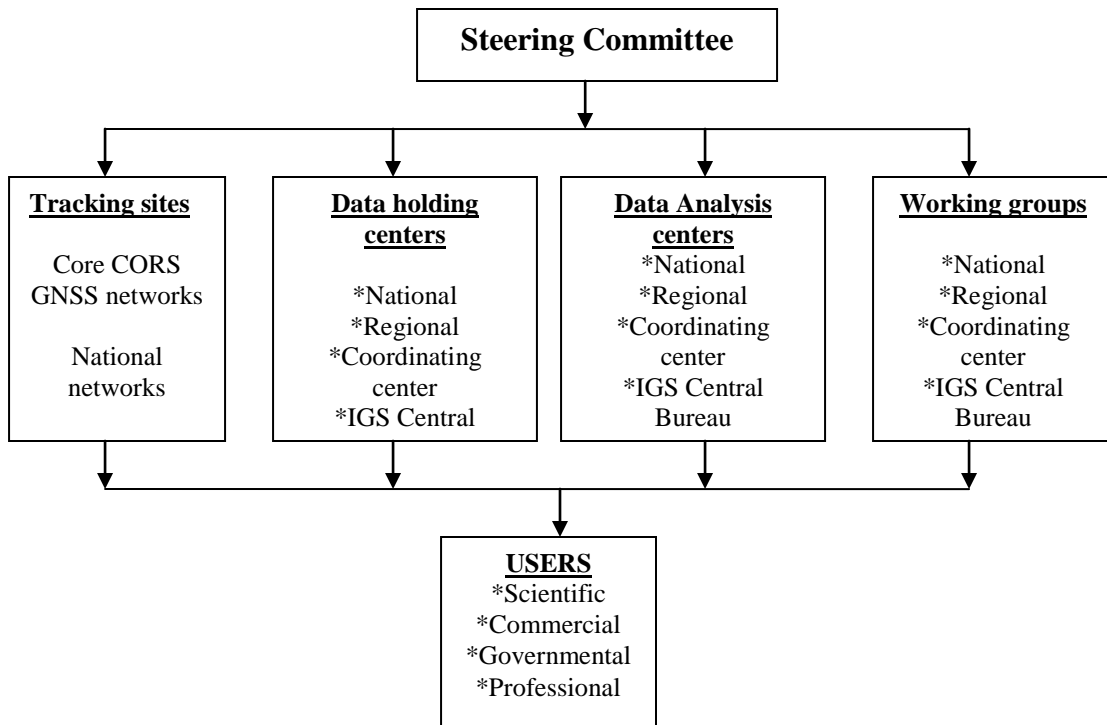 Steering Committee
Tracking sites
Core CORS
GNSS networks
National
networks
Data holding
centers
*National
*Regional
*Coordinating
center
*IGS Central
Data Analysis
centers
*National
*Regional
*Coordinating
center
*IGS Central
Bureau
Working groups
*National
*Regional
*Coordinating
center
*IGS Central
Bureau
USERS
*Scientific
*Commercial
*Governmental
*Professional